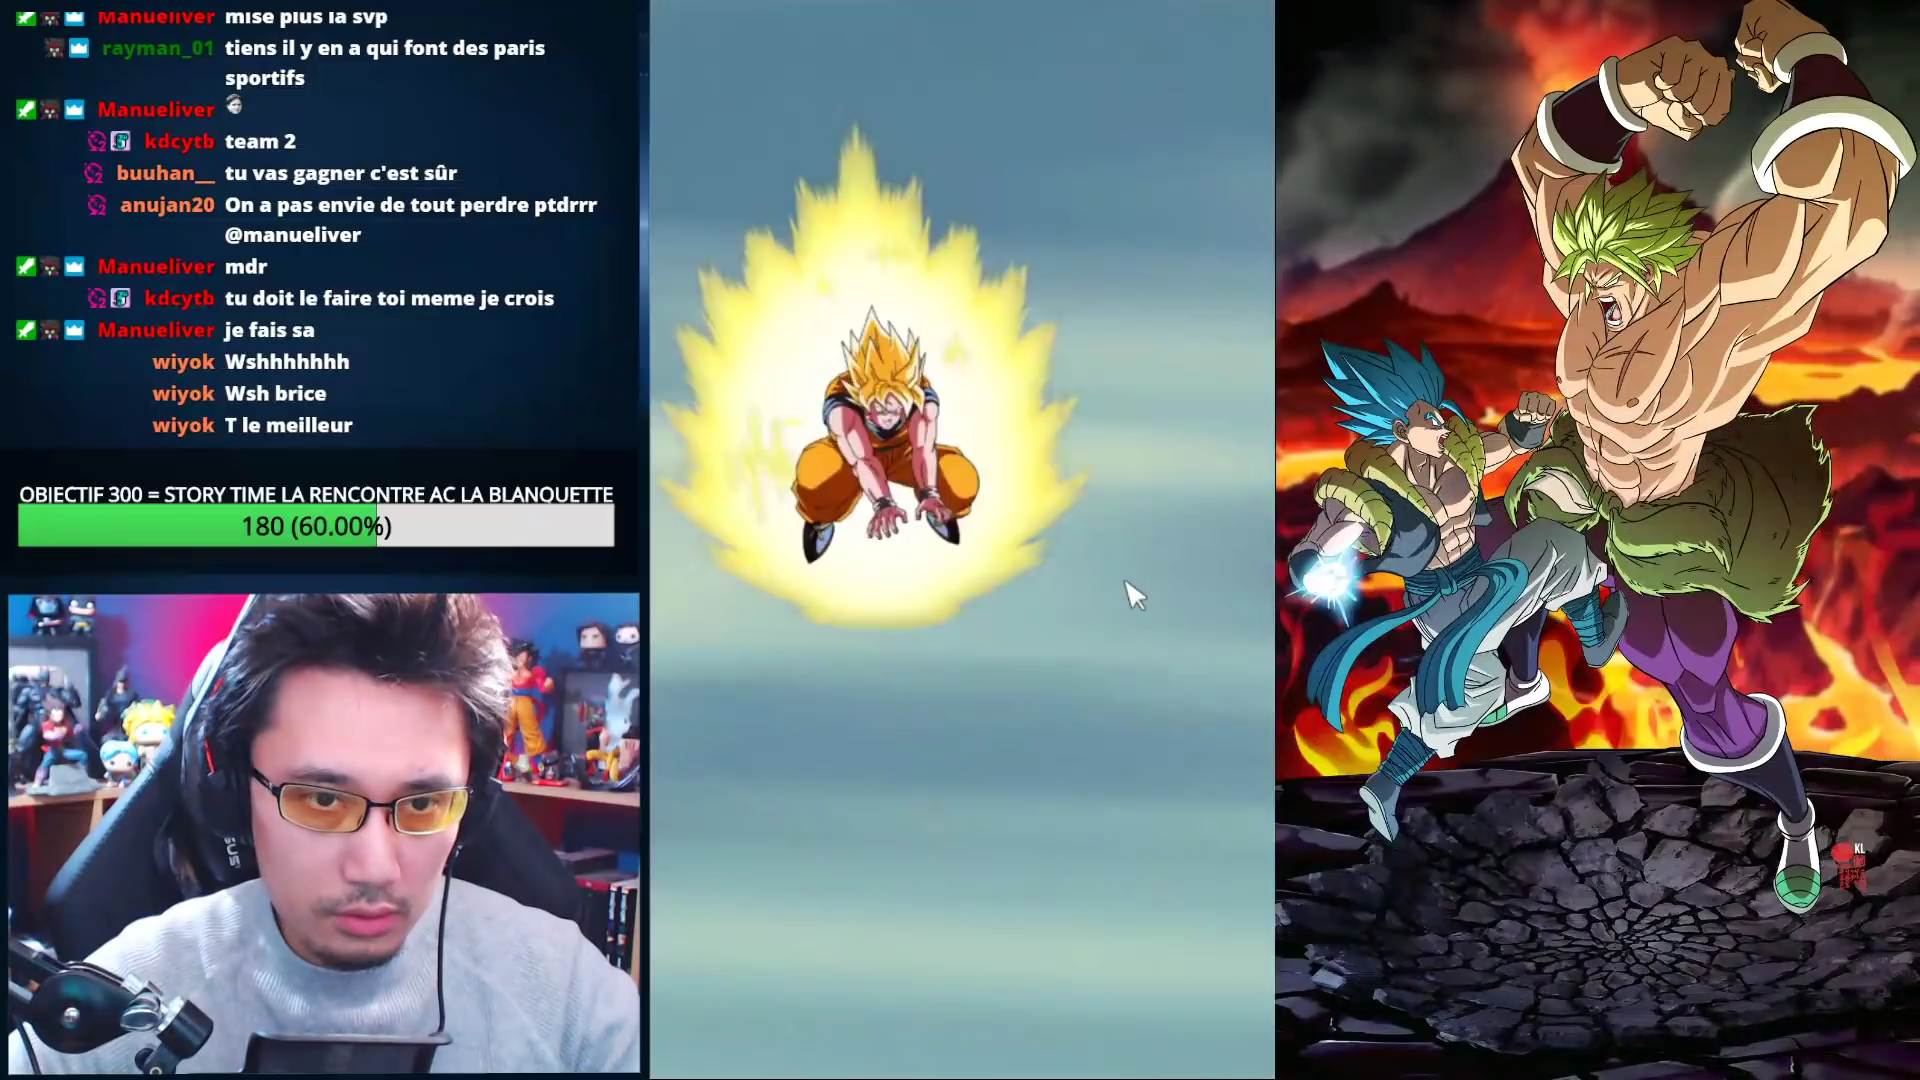 Manueliver mise plus la svp
rayman_01 tiens il y en a qui font des paris
sportifs
Manueliver
kdcytb team 2
buuhan__ tu vas gagner c'est sûr
anujan20 On a pas envie de tout perdre ptdrrr
@manueliver
Manueliver mdr
kdcytb tu doit le faire toi meme je crois
Manueliver je fais sa
wiyok Wshhhhhhh
wiyok Wsh brice
wiyok T le meilleur
OBJECTIF 300 = STORY TIME LA RENCONTRE AC LA BLANQUETTE
180 (60.00%)
KL